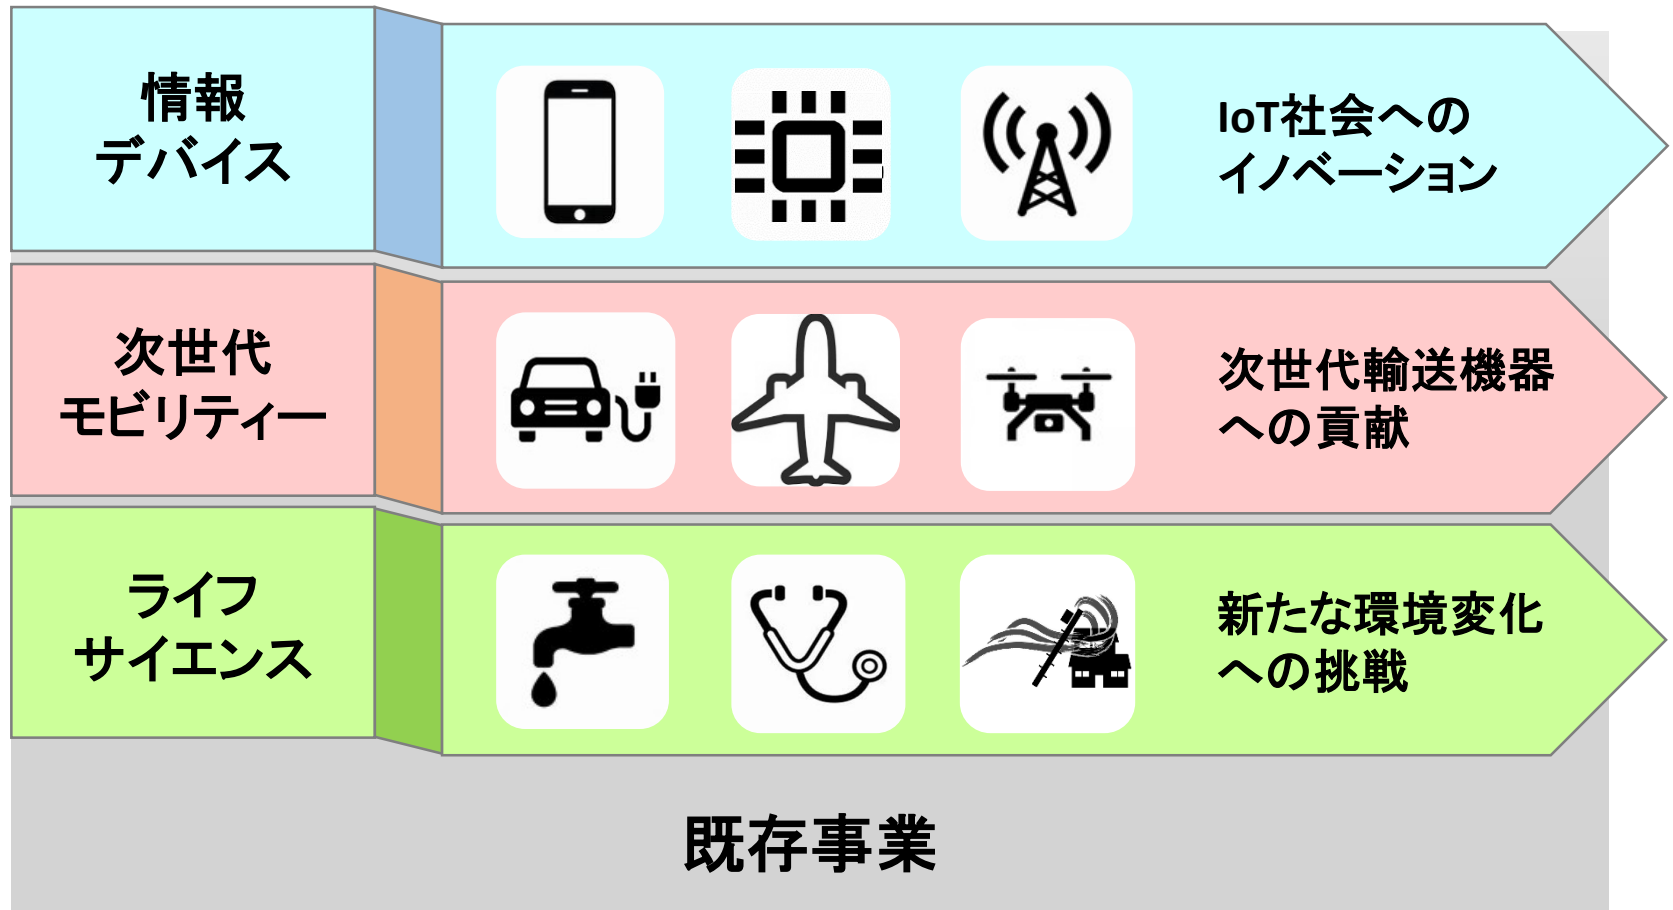 情報
デバイス
IoT社会への
イノベーション
次世代
モビリティー
次世代輸送機器
への貢献
ライフ
サイエンス
新たな環境変化
への挑戦
既存事業